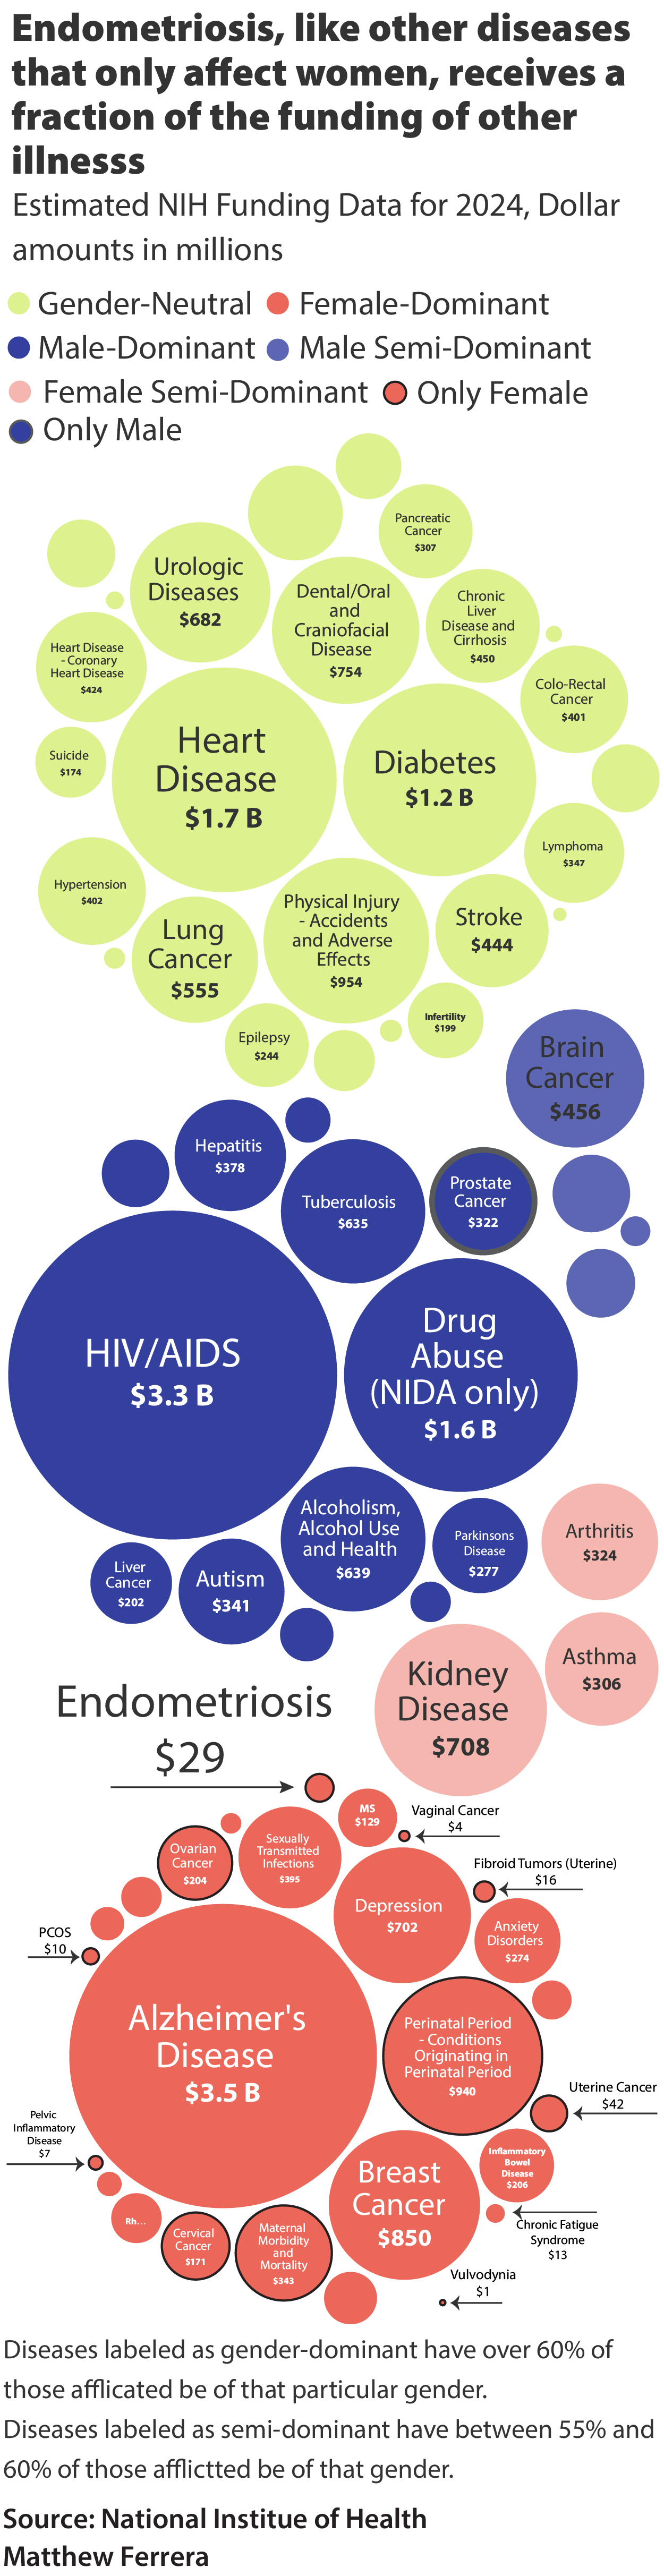 Endometriosis, like other diseases
that only affect women, receives a
fraction of the funding of other
illnesss
Estimated NIH Funding Data for 2024, Dollar
amounts in millions
Gender-Neutral
Female-Dominant
Male-Dominant
Male Semi-Dominant
Female Semi-Dominant
Only Female
Only Male
Pancreatic
Cancer
$307
Urologic
Diseases
$682
Dental/Oral
and
Craniofacial
Disease
$754
Chronic
Liver
Disease and
Cirrhosis
$450
Heart Disease
- Coronary
Heart Disease
$424
Colo-Rectal
Cancer
$401
Suicide
$174
Heart
Disease
$1.7 B
Diabetes
$1.2 B
Lymphoma
$347
Hypertension
$402
Lung
Cancer
$555
Physical Injury
- Accidents
and Adverse
Effects
$954
Stroke
$444
Infertility
$199
Epilepsy
$244
Brain
Cancer
$456
Hepatitis
$378
Tuberculosis
$635
Prostate
Cancer
$322
HIV/AIDS
$3.3 B
Drug
Abuse
(NIDA only)
$1.6 B
Alcoholism,
Alcohol Use
and Health
$639
Parkinsons
Disease
$277
Arthritis
$324
Liver
Cancer
$202
Autism
$341
Asthma
$306
Kidney
Disease
$708
Endometriosis
$29
MS
$129
Vaginal Cancer
$4
Ovarian
Cancer
$204
Sexually
Transmitted
Infections
$395
Fibroid Tumors (Uterine)
$16
Depression
$702
Anxiety
Disorders
$274
PCOS
$10
Alzheimer's
Disease
$3.5 B
Perinatal Period
- Conditions
Originating in
Perinatal Period
$940
Uterine Cancer
$42
Pelvic
Inflammatory
Disease
$7
Inflammatory
Bowel
Disease
$206
Breast
Cancer
$850
Rh...
Cervical
Cancer
$171
Maternal
Morbidity
and
Mortality
$343
Chronic Fatigue
Syndrome
$13
Vulvodynia
$1
Diseases labeled as gender-dominant have over 60% of
those afflicated be of that particular gender.
Diseases labeled as semi-dominant have between 55% and
60% of those afflictted be of that gender.
Source: National Institue of Health
Matthew Ferrera